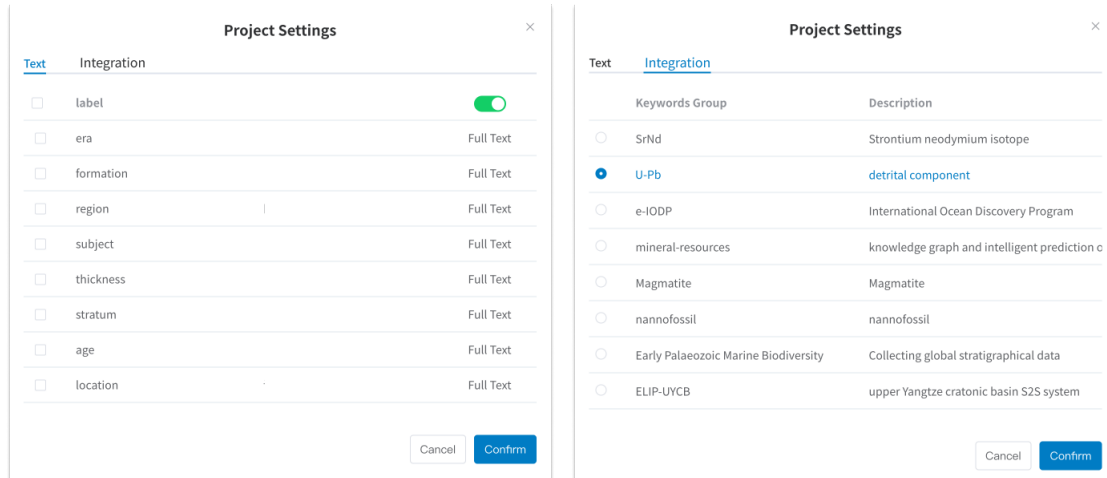 Project Settings ×
Text Integration
label
era Full Text
formation Full Text
region Full Text
subject Full Text
thickness Full Text
stratum Full Text
age Full Text
location Full Text
Cancel Confirm
Project Settings ×
Text Integration
Keywords Group Description
SrNd Strontium neodymium isotope
U-Pb detrital component
e-IODP International Ocean Discovery Program
mineral-resources knowledge graph and intelligent prediction o
Magmatite Magmatite
nannofossil nannofossil
Early Palaeozoic Marine Biodiversity Collecting global stratigraphical data
ELIP-UYCB upper Yangtze cratonic basin S2S system
Cancel Confirm